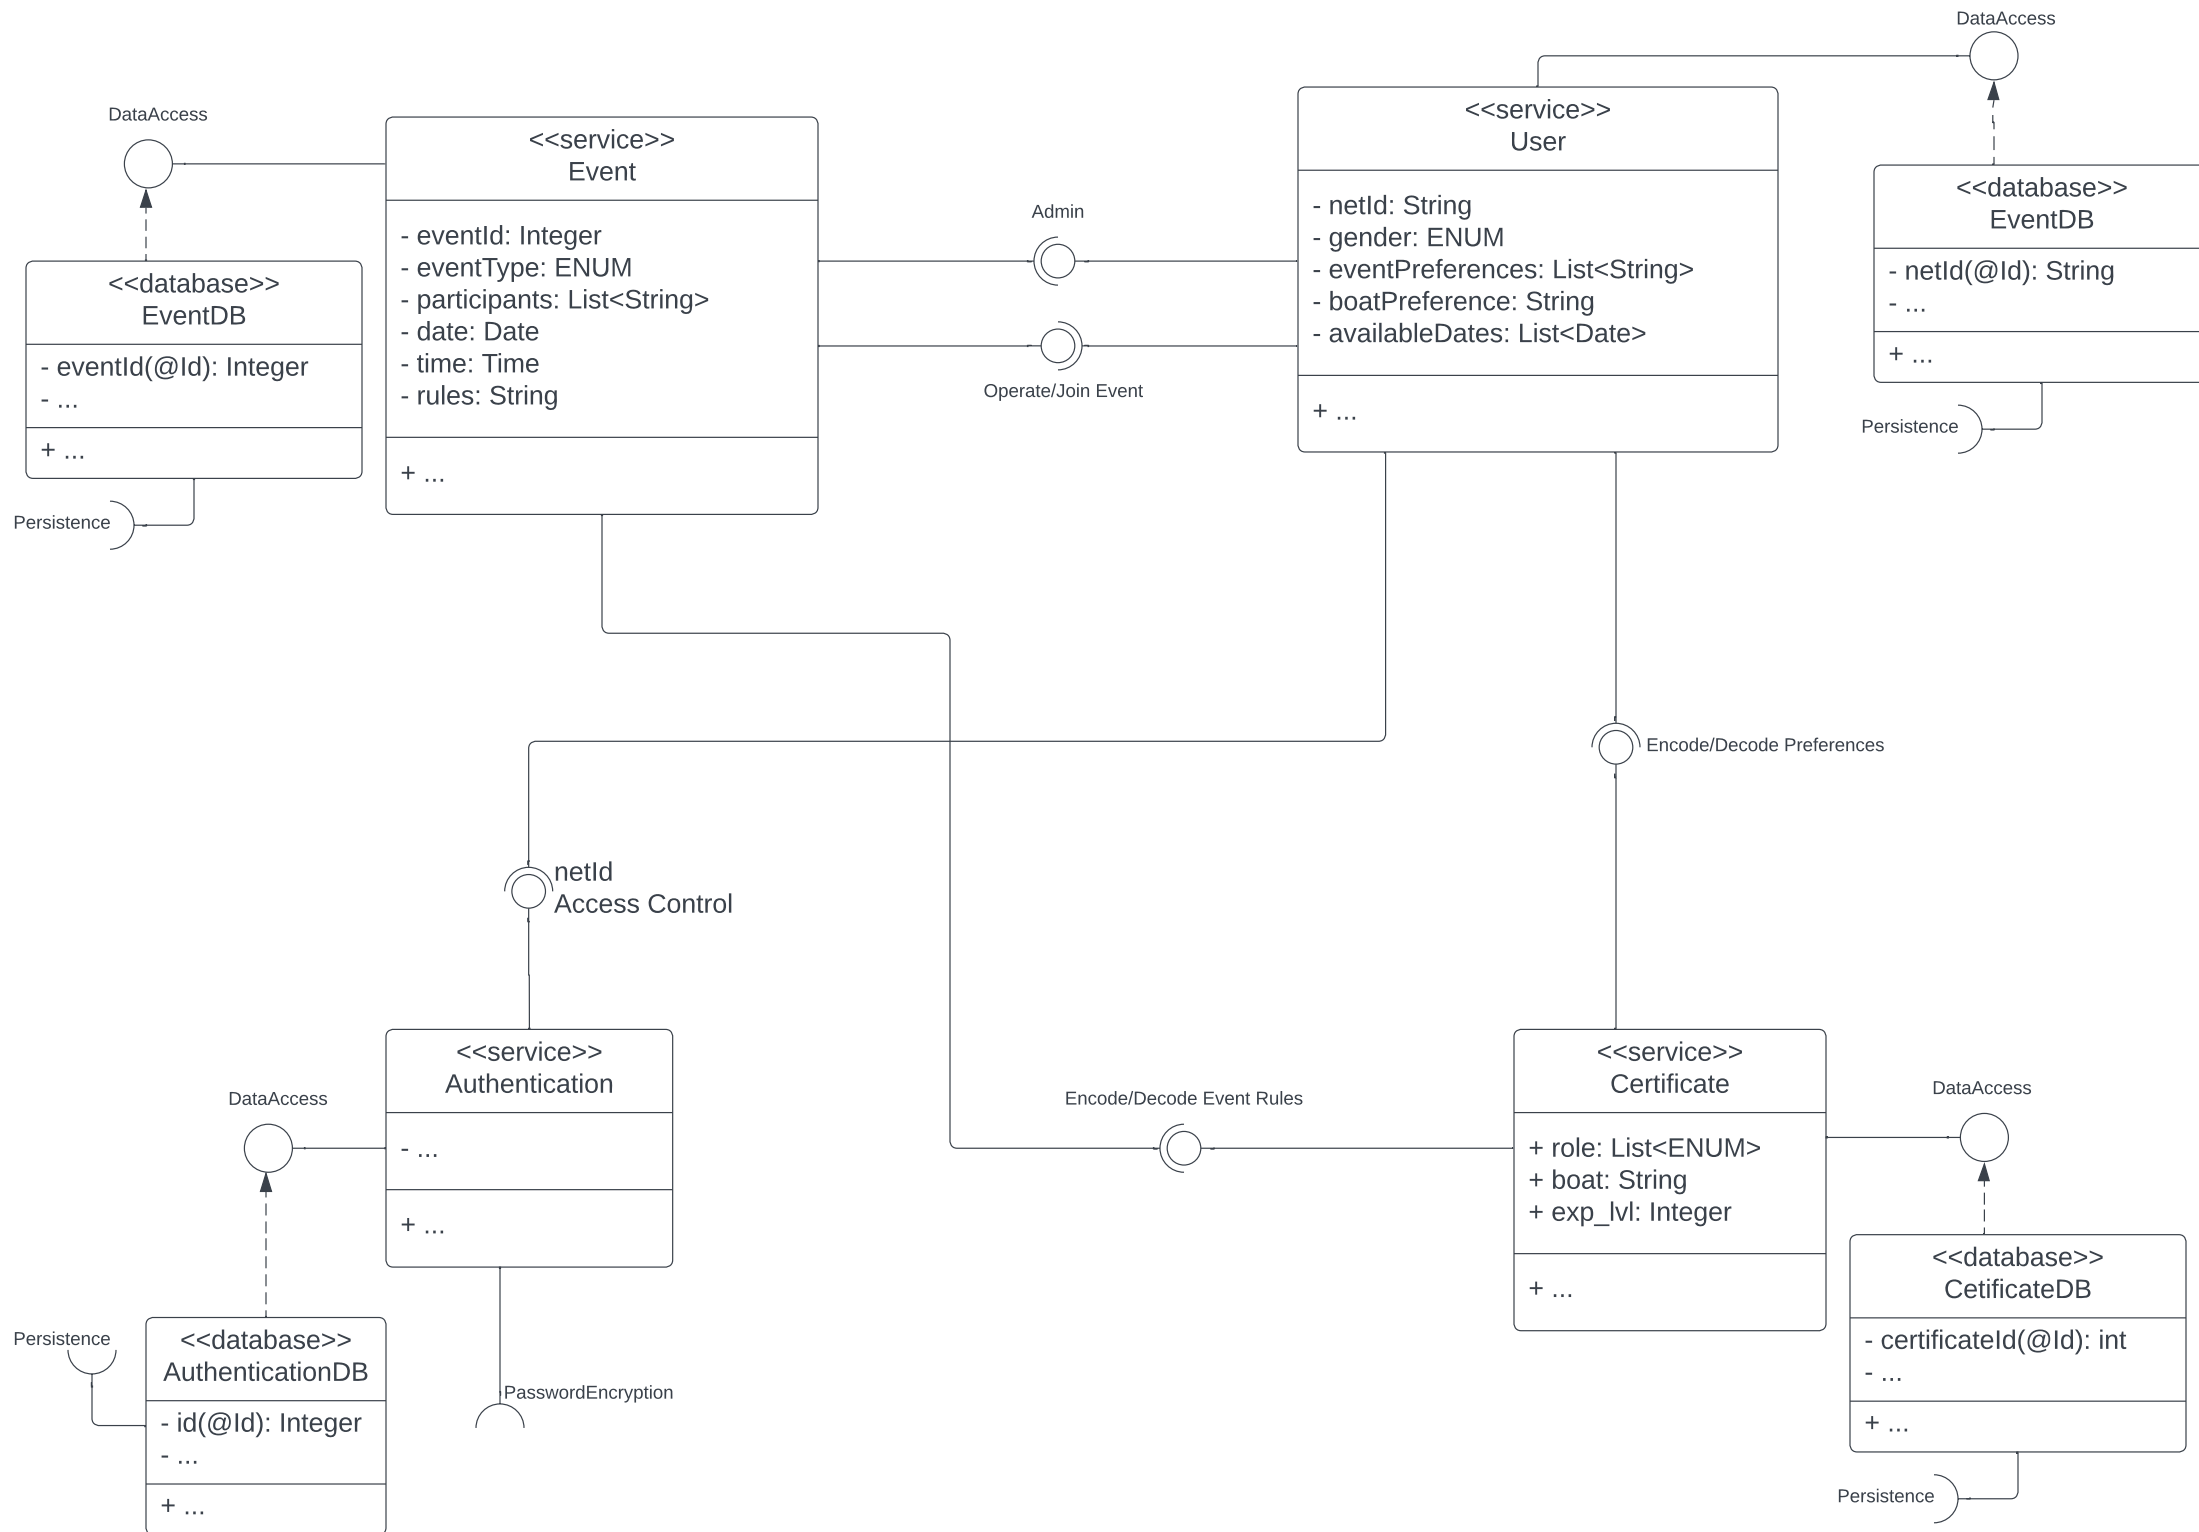 DataAccess
<<service>>
Event
- eventId: Integer
- eventType: ENUM
- participants: List<String>
- date: Date
- time: Time
- rules: String
+ ...
<<database>>
EventDB
- eventId(@Id): Integer
- ...
+ ...
Persistence
Admin
Operate/Join Event
<<service>>
User
- netId: String
- gender: ENUM
- eventPreferences: List<String>
- boatPreference: String
- availableDates: List<Date>
+ ...
DataAccess
<<database>>
EventDB
- netId(@Id): String
- ...
+ ...
Persistence
Encode/Decode Preferences
netId
Access Control
<<service>>
Authentication
- ...
+ ...
DataAccess
Persistence
<<database>>
AuthenticationDB
- id(@Id): Integer
- ...
+ ...
PasswordEncryption
Encode/Decode Event Rules
<<service>>
Certificate
+ role: List<ENUM>
+ boat: String
+ exp_lvl: Integer
+ ...
DataAccess
<<database>>
CetificateDB
- certificateId(@Id): int
- ...
+ ...
Persistence